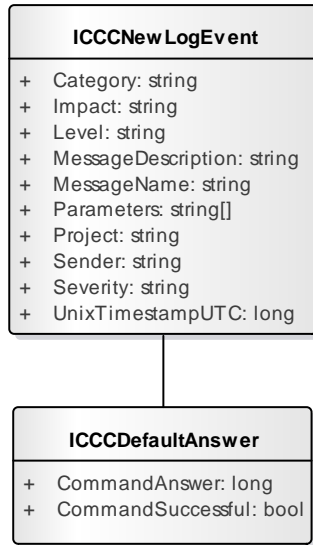 ICCCNewLogEvent
+ Category: string
+ Impact: string
+ Level: string
+ MessageDescription: string
+ MessageName: string
+ Parameters: string[]
+ Project: string
+ Sender: string
+ Severity: string
+ UnixTimestampUTC: long
ICCCDefaultAnswer
+ CommandAnswer: long
+ CommandSuccessful: bool